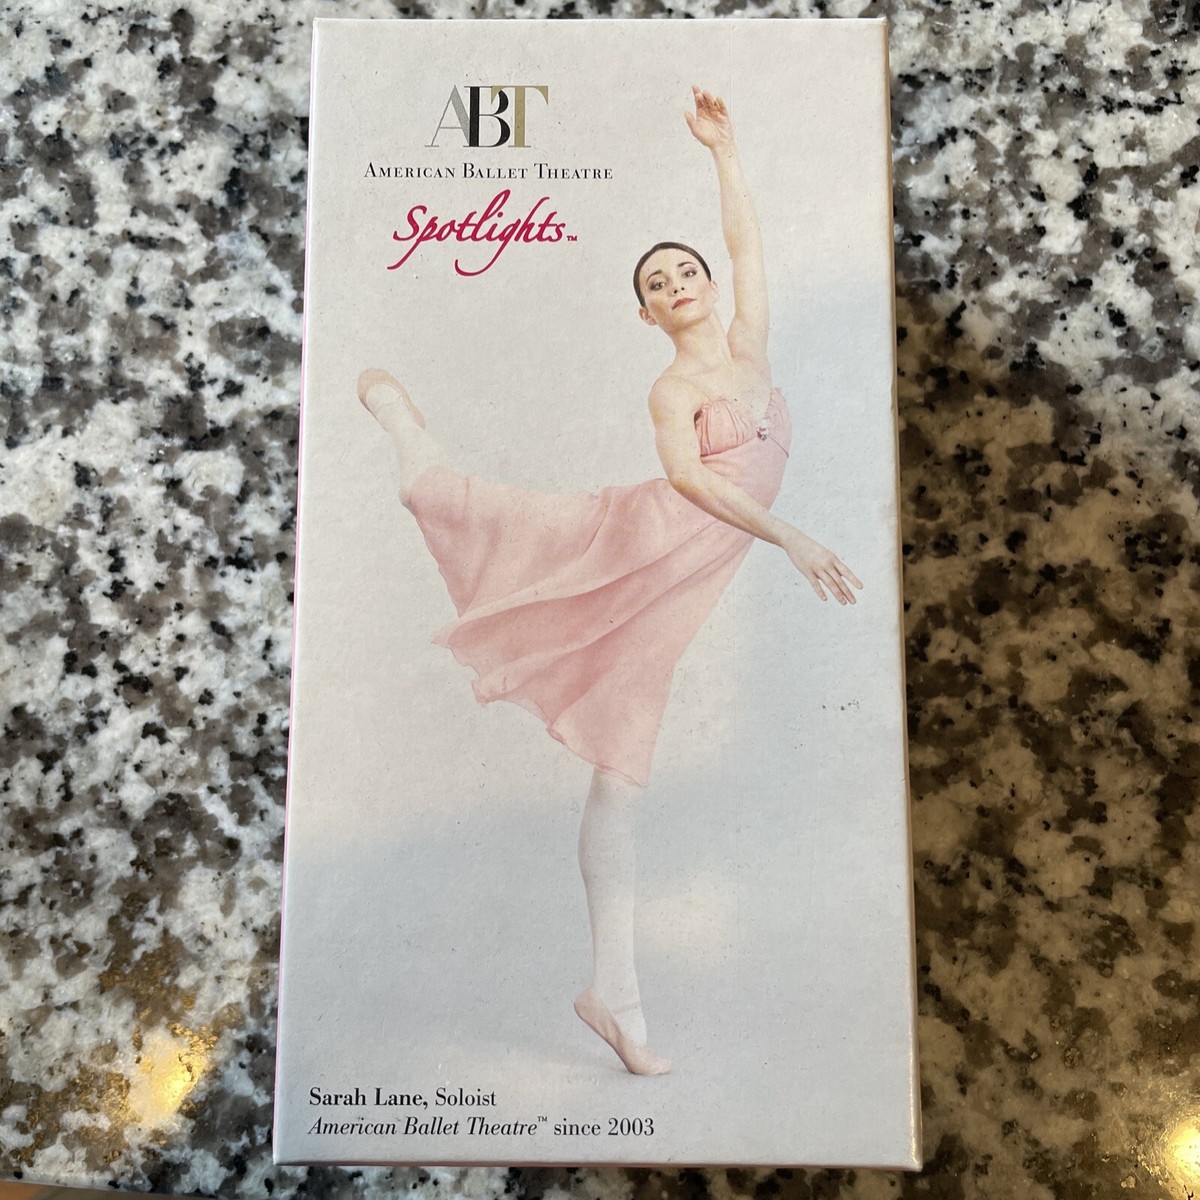 ABT
AMERICAN BALLET THEATRE
Spotlights™
Sarah Lane, Soloist
American Ballet Theatre™ since 2003